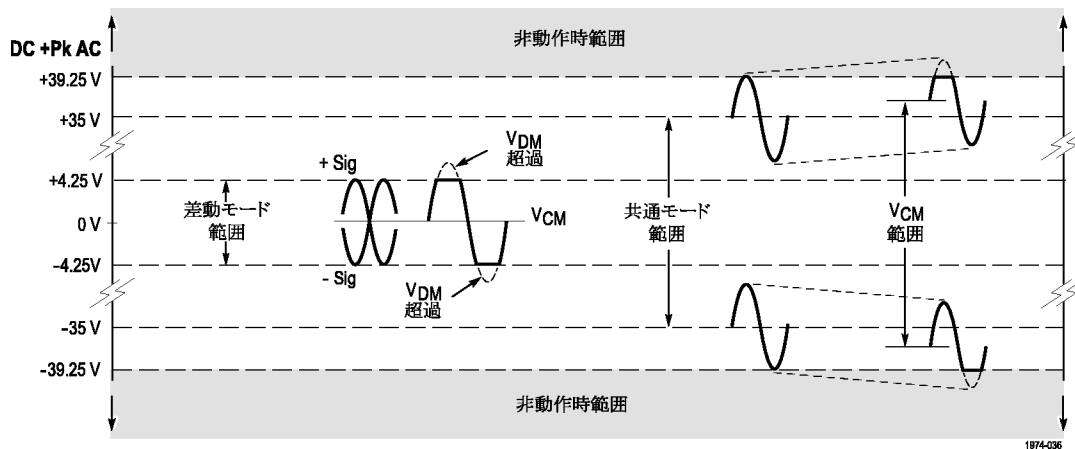 非動作時範囲
DC +Pk AC
+39.25 V
+35 V
VDM
超過
+ Sig
+4.25V
差動モード
範囲
0 V
VCM
共通モード
範囲
VCM
範囲
−4.25V
− Sig
VDM
超過
−35 V
−39.25 V
非動作時範囲
1974-036